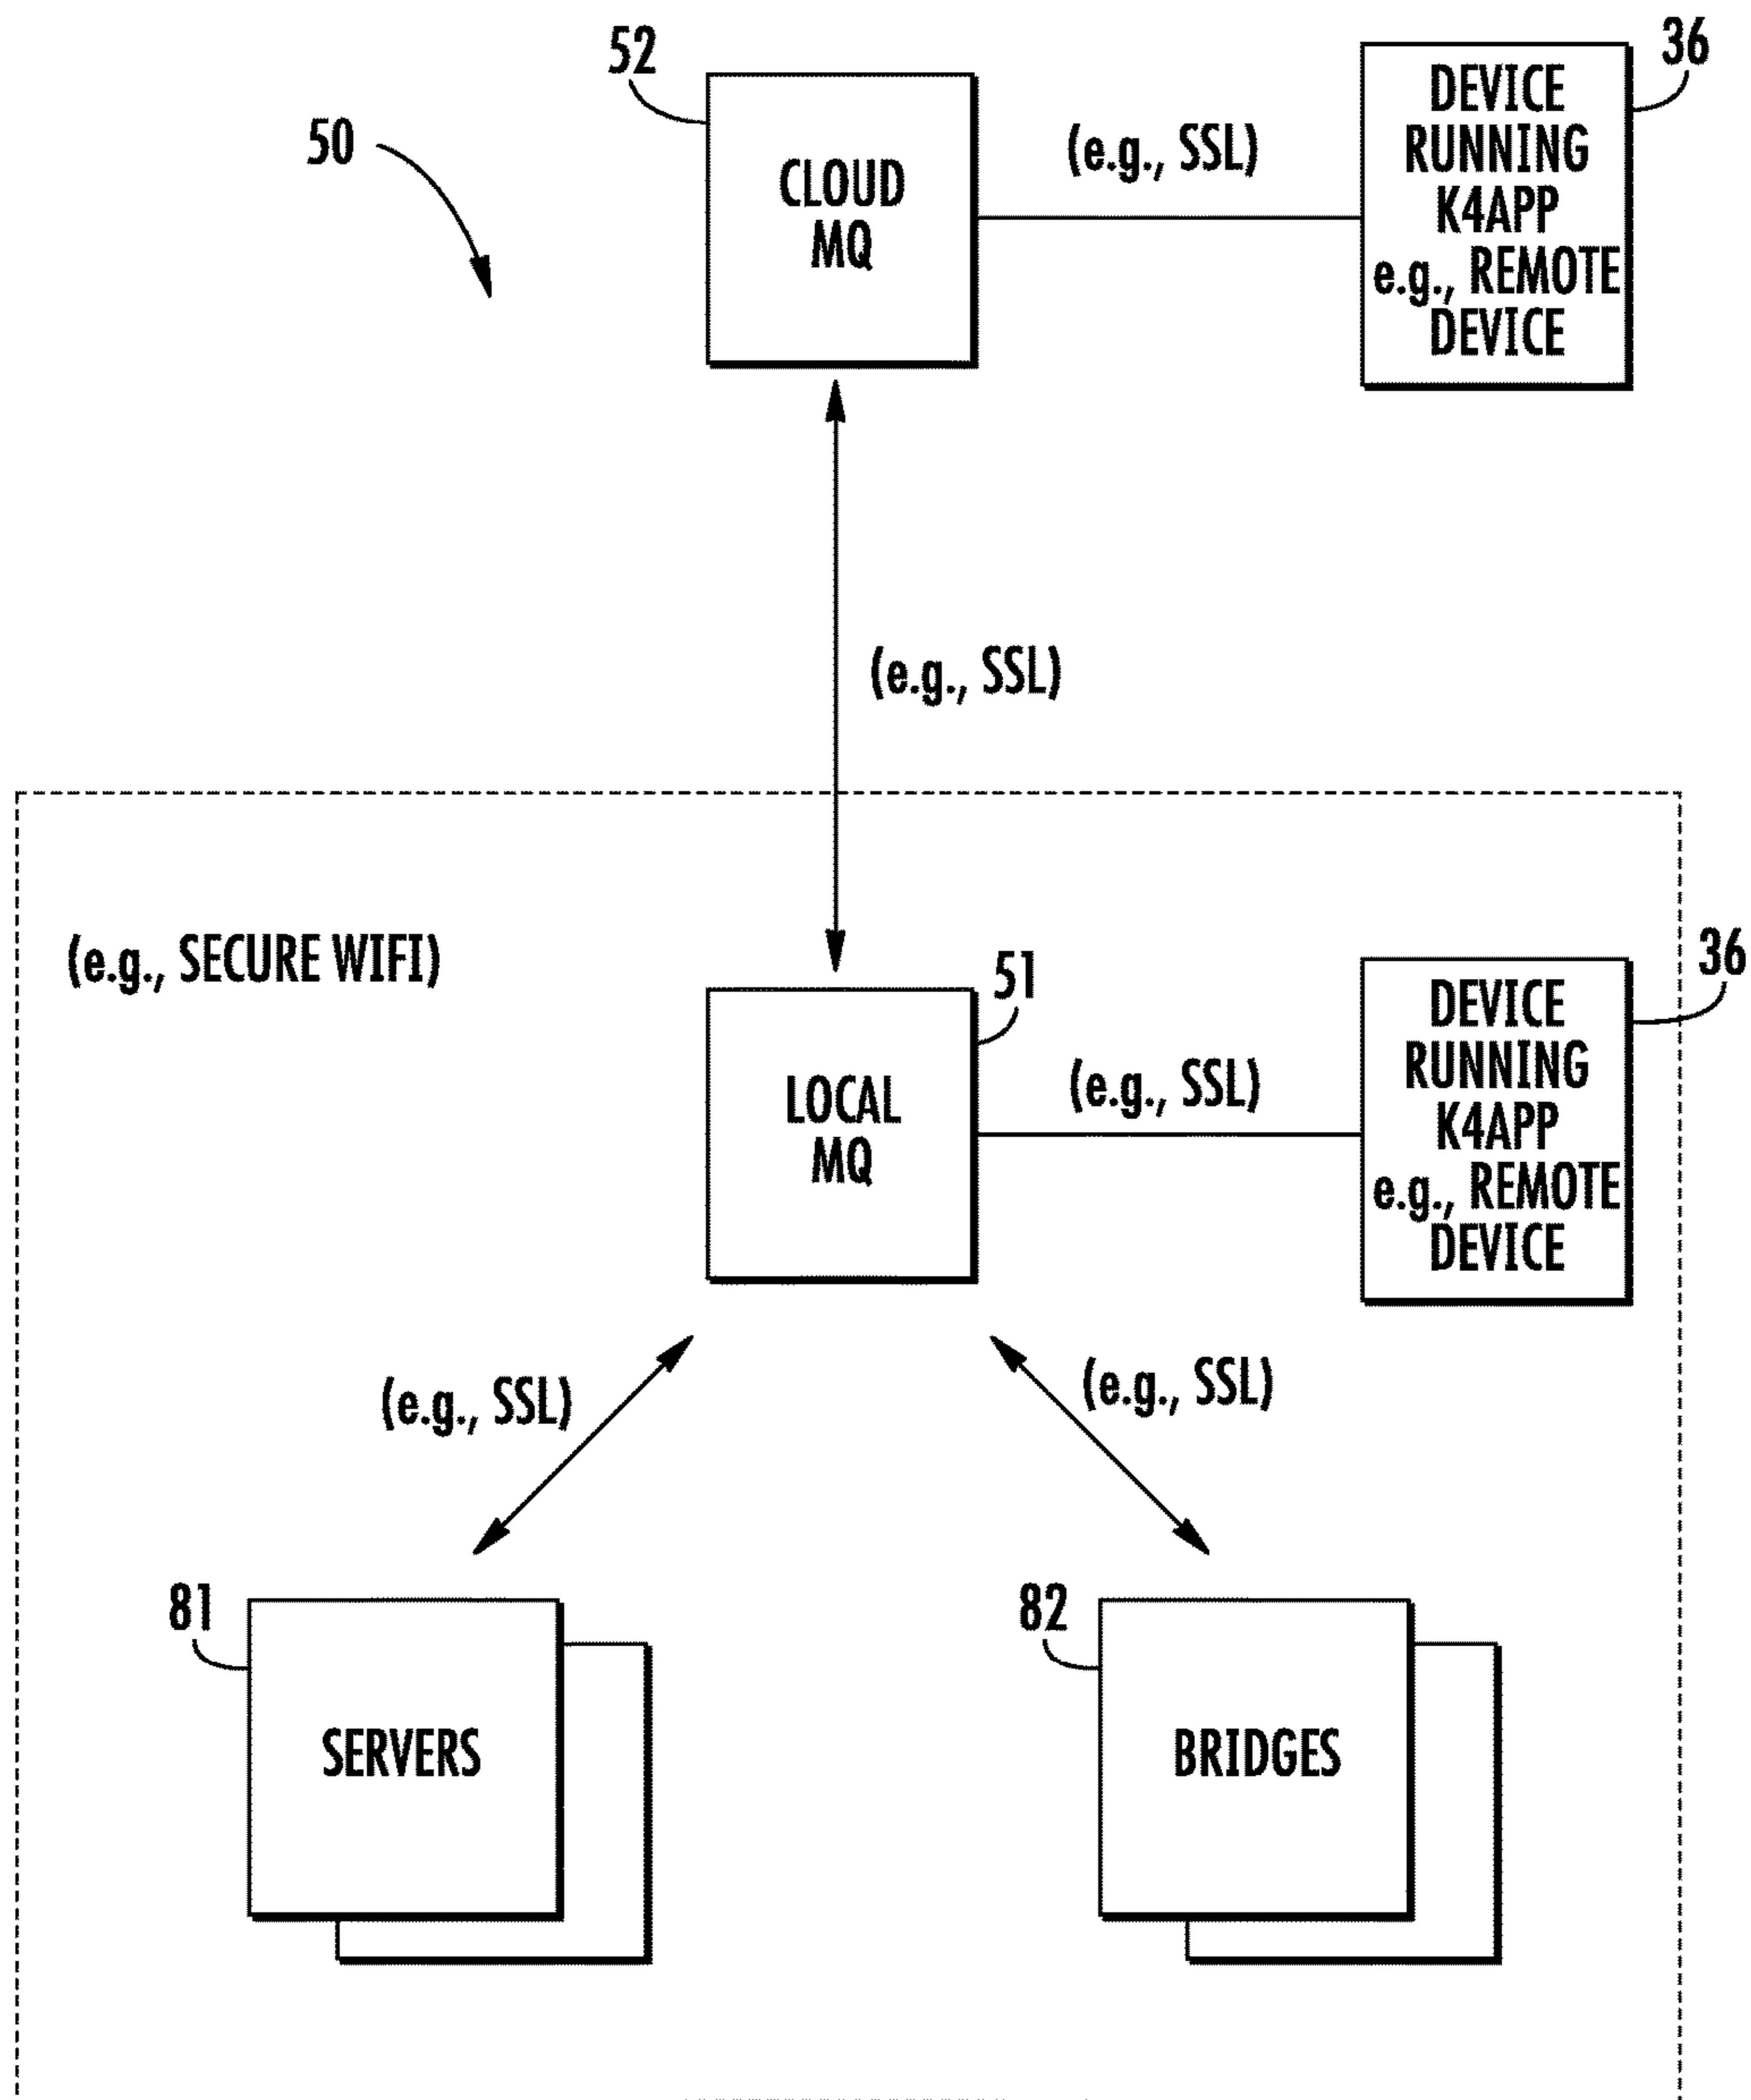 52
36
50
CLOUD
MQ
(e.g., SSL)
DEVICE
RUNNING
K4APP
e.g., REMOTE
DEVICE
(e.g., SSL)
(e.g., SECURE WIFI)
51
36
LOCAL
MQ
(e.g., SSL)
DEVICE
RUNNING
K4APP
e.g., REMOTE
DEVICE
(e.g., SSL)
(e.g., SSL)
81
82
SERVERS
BRIDGES